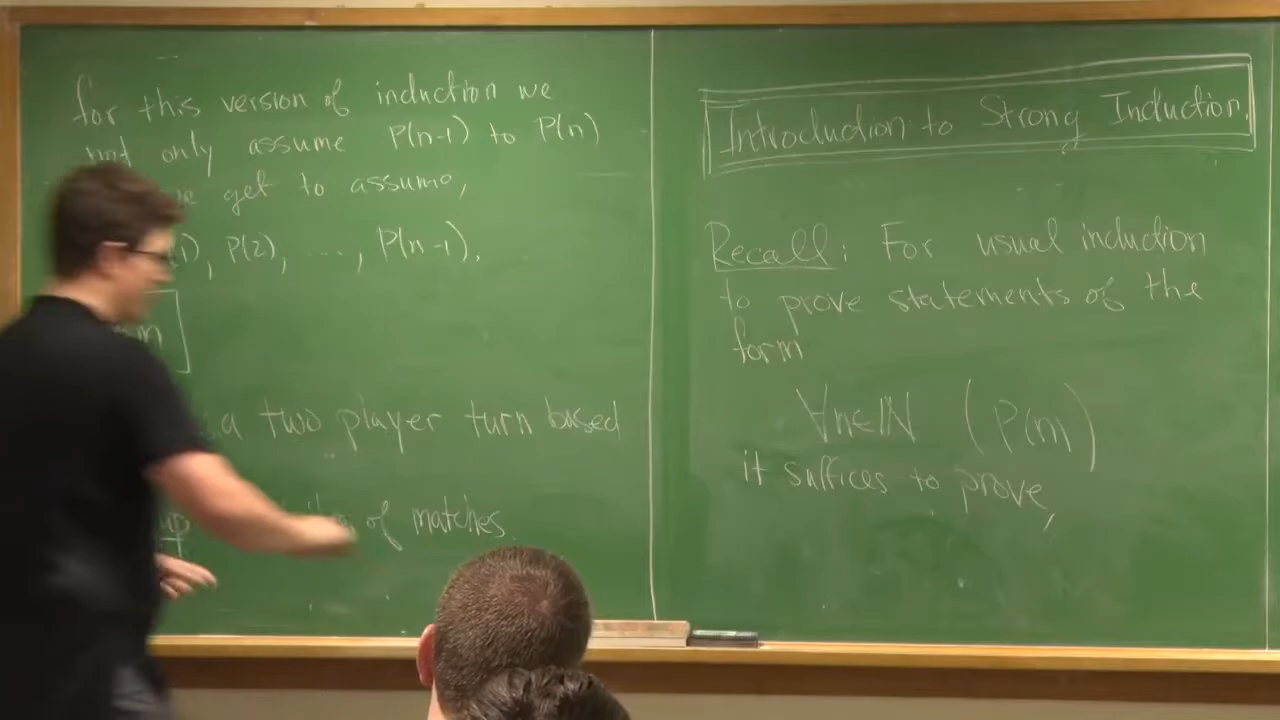 for this version of induction we
not only assume P(n-1) to P(n)
get to assume,
P(2), ..., P(n-1).
a two player turn based
up of matches.
Introduction to Strong Induction.
Recall: For usual induction
to prove statements of the
form
∀n∈ℕ (P(n))
it suffices to prove,